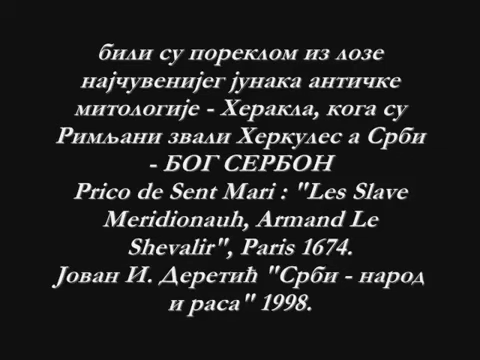 били су пореклом из лозе
најчувенијег јунака античке
митологије - Херакла, кога су
Римљани звали Херкулес а Срби
- БОГ СЕРБОН
Prico de Sent Mari : "Les Slave
Meridionauh, Armand Le
Shevalir", Paris 1674.
Јован И. Деретић "Срби - народ
и раса" 1998.